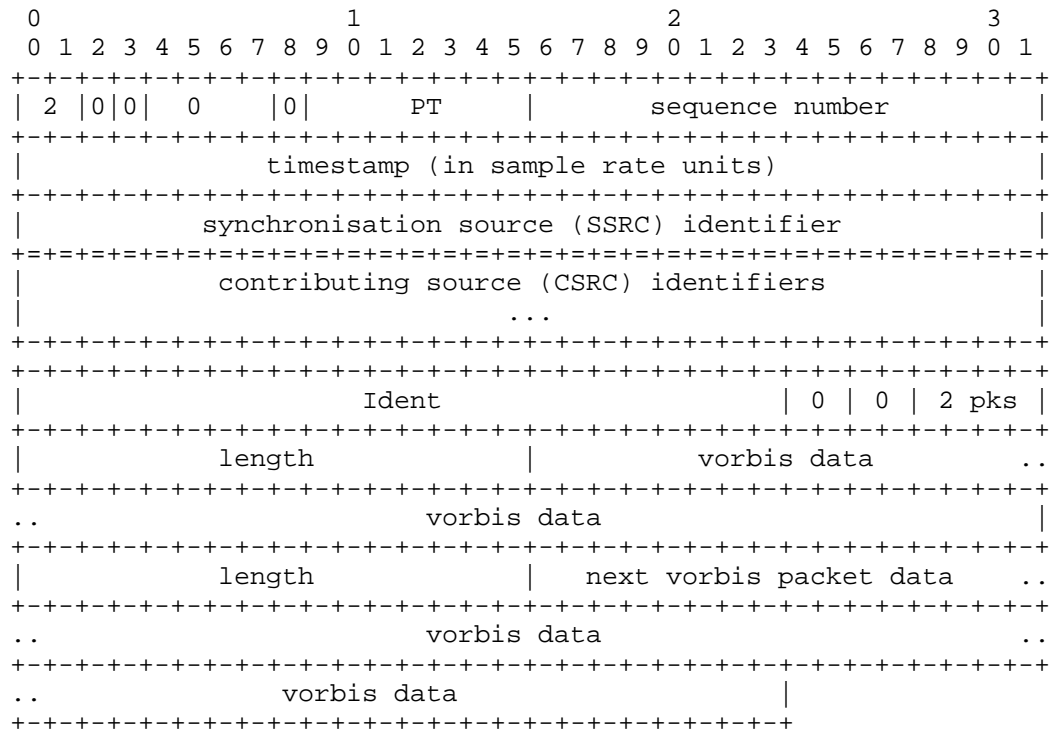 0                   1                   2                   3
 0 1 2 3 4 5 6 7 8 9 0 1 2 3 4 5 6 7 8 9 0 1 2 3 4 5 6 7 8 9 0 1
+-+-+-+-+-+-+-+-+-+-+-+-+-+-+-+-+-+-+-+-+-+-+-+-+-+-+-+-+-+-+-+-+
| 2 |0|0|  0    |0|      PT     |       sequence number         |
+-+-+-+-+-+-+-+-+-+-+-+-+-+-+-+-+-+-+-+-+-+-+-+-+-+-+-+-+-+-+-+-+
|               timestamp (in sample rate units)                |
+-+-+-+-+-+-+-+-+-+-+-+-+-+-+-+-+-+-+-+-+-+-+-+-+-+-+-+-+-+-+-+-+
|           synchronisation source (SSRC) identifier            |
+=+=+=+=+=+=+=+=+=+=+=+=+=+=+=+=+=+=+=+=+=+=+=+=+=+=+=+=+=+=+=+=+
|            contributing source (CSRC) identifiers             |
|                              ...                              |
+-+-+-+-+-+-+-+-+-+-+-+-+-+-+-+-+-+-+-+-+-+-+-+-+-+-+-+-+-+-+-+-+
+-+-+-+-+-+-+-+-+-+-+-+-+-+-+-+-+-+-+-+-+-+-+-+-+-+-+-+-+-+-+-+-+
|                     Ident                     | 0 | 0 | 2 pks |
+-+-+-+-+-+-+-+-+-+-+-+-+-+-+-+-+-+-+-+-+-+-+-+-+-+-+-+-+-+-+-+-+
|            length             |          vorbis data         ..
+-+-+-+-+-+-+-+-+-+-+-+-+-+-+-+-+-+-+-+-+-+-+-+-+-+-+-+-+-+-+-+-+
..                        vorbis data                           |
+-+-+-+-+-+-+-+-+-+-+-+-+-+-+-+-+-+-+-+-+-+-+-+-+-+-+-+-+-+-+-+-+
|            length             |   next vorbis packet data    ..
+-+-+-+-+-+-+-+-+-+-+-+-+-+-+-+-+-+-+-+-+-+-+-+-+-+-+-+-+-+-+-+-+
..                        vorbis data                          ..
+-+-+-+-+-+-+-+-+-+-+-+-+-+-+-+-+-+-+-+-+-+-+-+-+-+-+-+-+-+-+-+-+
..               vorbis data                    |
+-+-+-+-+-+-+-+-+-+-+-+-+-+-+-+-+-+-+-+-+-+-+-+-+